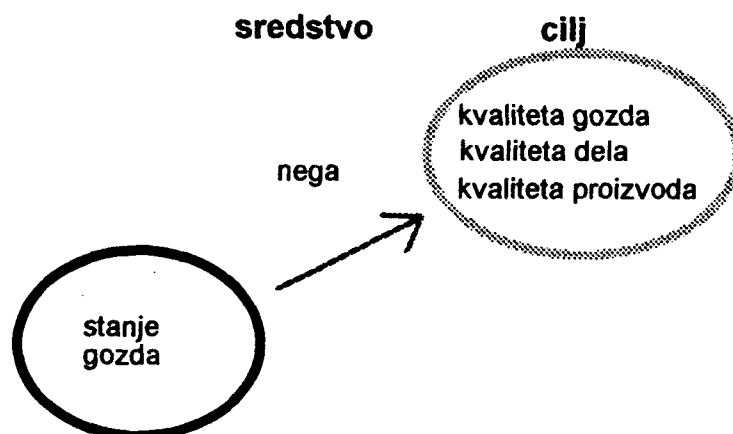 sredstvo cilj
kvaliteta gozda
kvaliteta dela
nega
kvaliteta proizvoda
stanje
gozda